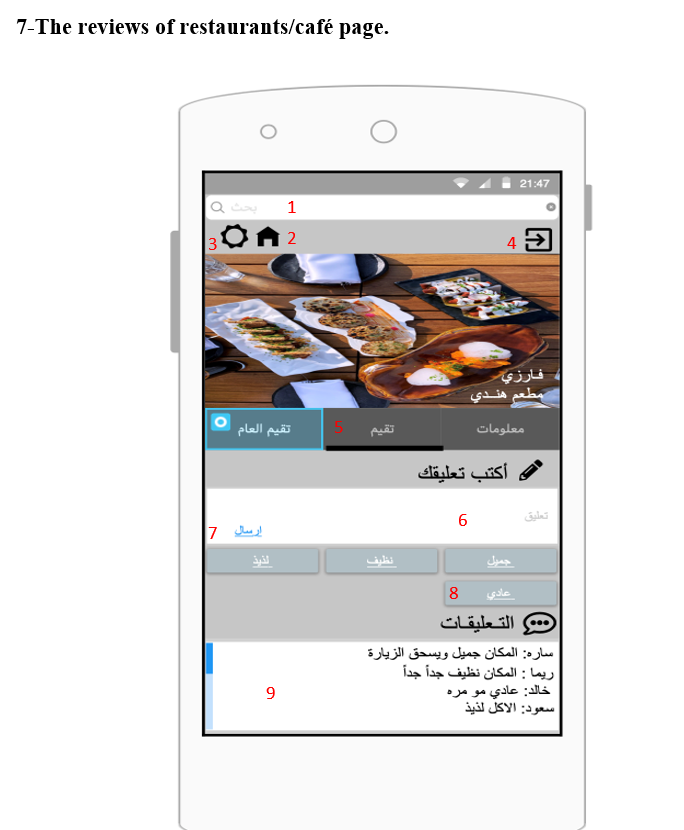 7-The reviews of restaurants/café page.
21:47
بحث 1
3 2 4
فارزي
مطعم هندي
معلومات تقيم 5 تقيم العام
أكتب تعليقك
تعليق 6
ارسال 7
جميل نظيف لذيذ
عادي 8
التعليقات
ساره: المكان جميل ويسحق الزيارة
ريما : المكان نظيف جداً جداً
خالد: عادي مو مره
سعود: الاكل لذيذ
9